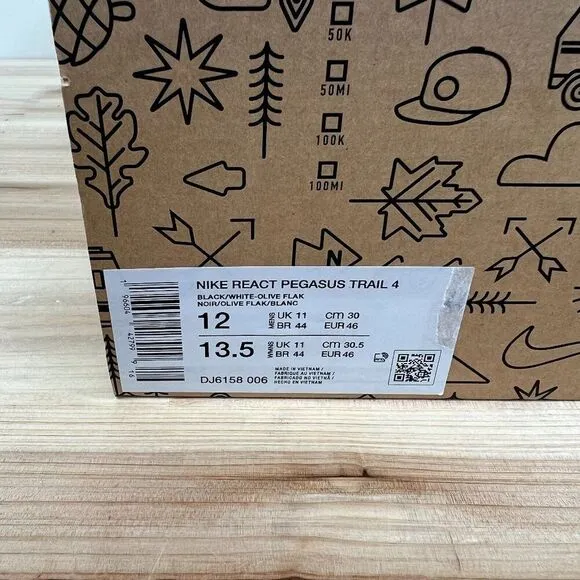 50K
50MI
100K
100MI
N
NIKE REACT PEGASUS TRAIL 4
BLACK/WHITE-OLIVE FLAK
NOIR/OLIVE FLAK/BLANC
12 MENS UK 11 cm 30
BR 44 EUR 46
13.5 WMNS UK 11 cm 30.5
BR 44 EUR 46
DJ6158 006
MADE IN VIETNAM /
FABRIQUE AU VIETNAM /
FABRICADO NO VIETNÃ /
HECHO EN VIETNAM